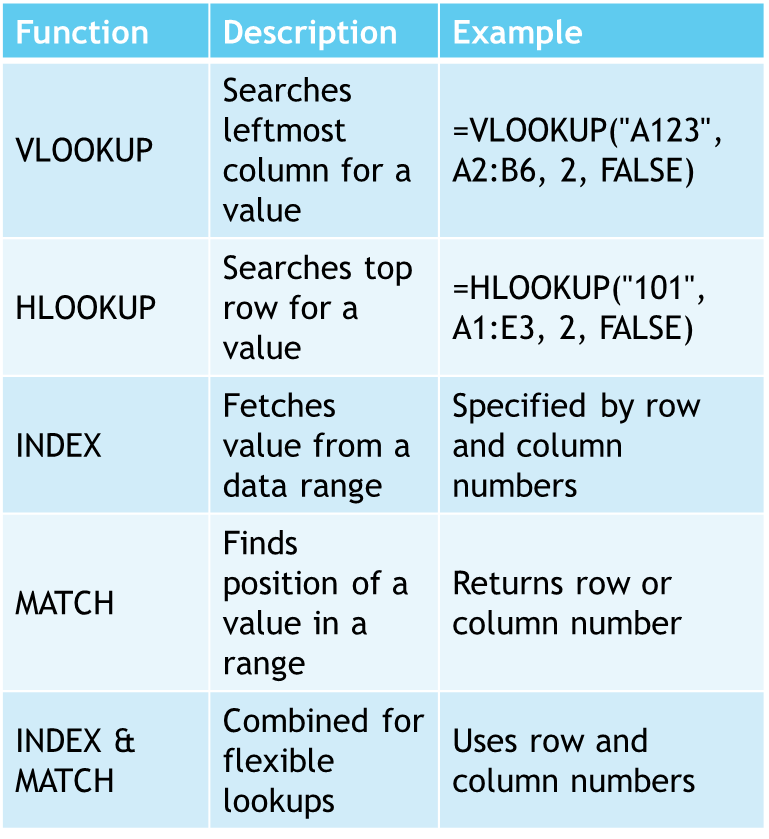 Function Description Example
VLOOKUP
Searches
leftmost
column for a
value
=VLOOKUP("A123",
A2:B6, 2, FALSE)
HLOOKUP
Searches top
row for a
value
=HLOOKUP("101",
A1:E3, 2, FALSE)
INDEX
Fetches
value from a
data range
Specified by row
and column
numbers
MATCH
Finds
position of a
value in a
range
Returns row or
column number
INDEX &
MATCH
Combined for
flexible
lookups
Uses row and
column numbers